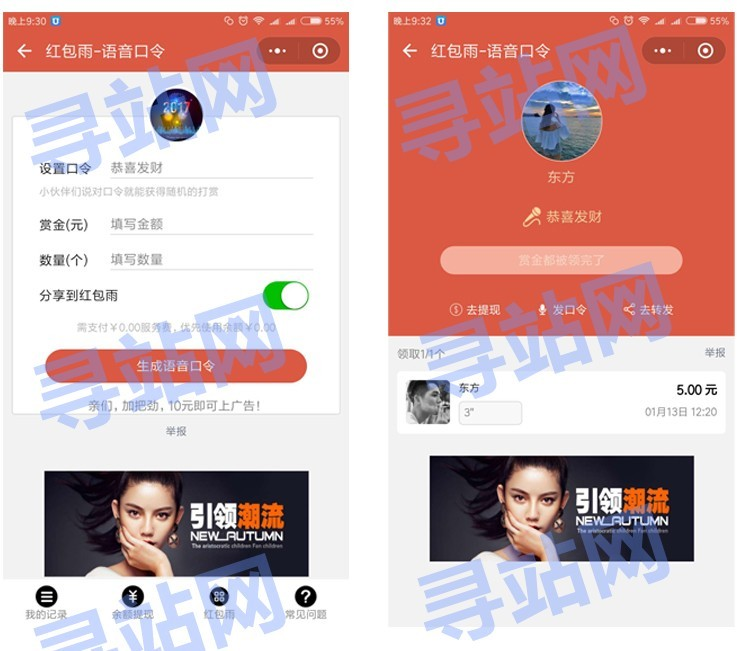 晚上9:30
55%
红包雨-语音口令
2017
设置口令
恭喜发财
小伙伴们说对口令就能获得随机的打赏
赏金(元)
填写金额
数量(个)
填写数量
分享到红包雨
需支付¥0.00服务费,优先使用余额¥0.00
生成语音口令
亲们,加把劲,10元即可上广告!
举报
引领潮流
NEW_AUTUMN
The aristocratic children Fan children
我的记录
余额提现
红包雨
常见问题
寻站网
寻站网
寻站网
晚上9:32
55%
红包雨-语音口令
东方
恭喜发财
赏金都被领完了
去提现
发口令
去转发
领取1/1个
举报
东方
5.00 元
3"
01月13日 12:20
引领潮流
NEW_AUTUMN
The aristocratic children Fan children
寻站网
寻站网
寻站网